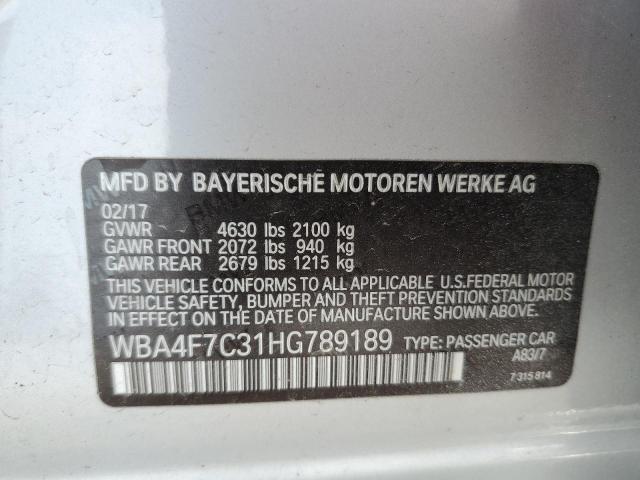 MFD BY BAYERISCHE MOTOREN WERKE AG
02/17
GVWR 4630 lbs 2100 kg
GAWR FRONT 2072 lbs 940 kg
GAWR REAR 2679 lbs 1215 kg
THIS VEHICLE CONFORMS TO ALL APPLICABLE U.S.FEDERAL MOTOR
VEHICLE SAFETY, BUMPER AND THEFT PREVENTION STANDARDS
IN EFFECT ON THE DATE OF MANUFACTURE SHOWN ABOVE.
WBA4F7C31HG789189 TYPE: PASSENGER CAR
A83/7
7 315 814